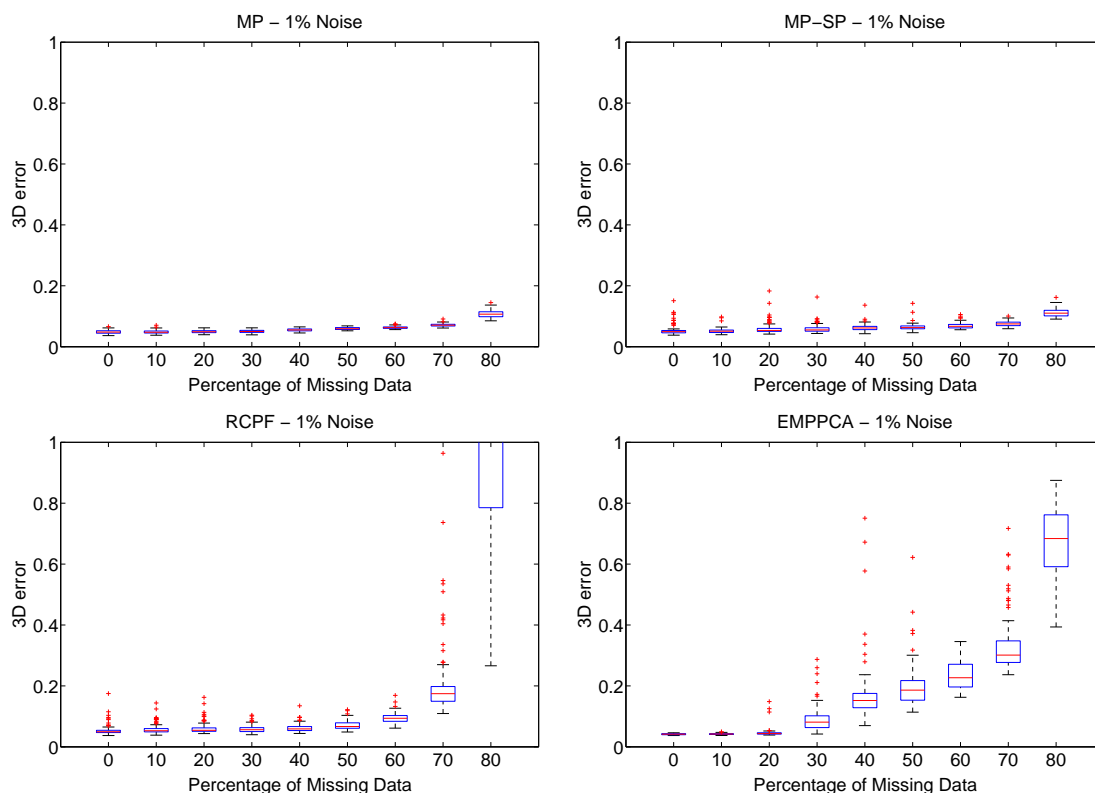 MP − 1% Noise
1
0.8
0.6
0.4
0.2
0
3D error
0 10 20 30 40 50 60 70 80
Percentage of Missing Data
MP−SP − 1% Noise
1
0.8
0.6
0.4
0.2
0
3D error
0 10 20 30 40 50 60 70 80
Percentage of Missing Data
RCPF − 1% Noise
1
0.8
0.6
0.4
0.2
0
3D error
0 10 20 30 40 50 60 70 80
Percentage of Missing Data
EMPPCA − 1% Noise
1
0.8
0.6
0.4
0.2
0
3D error
0 10 20 30 40 50 60 70 80
Percentage of Missing Data